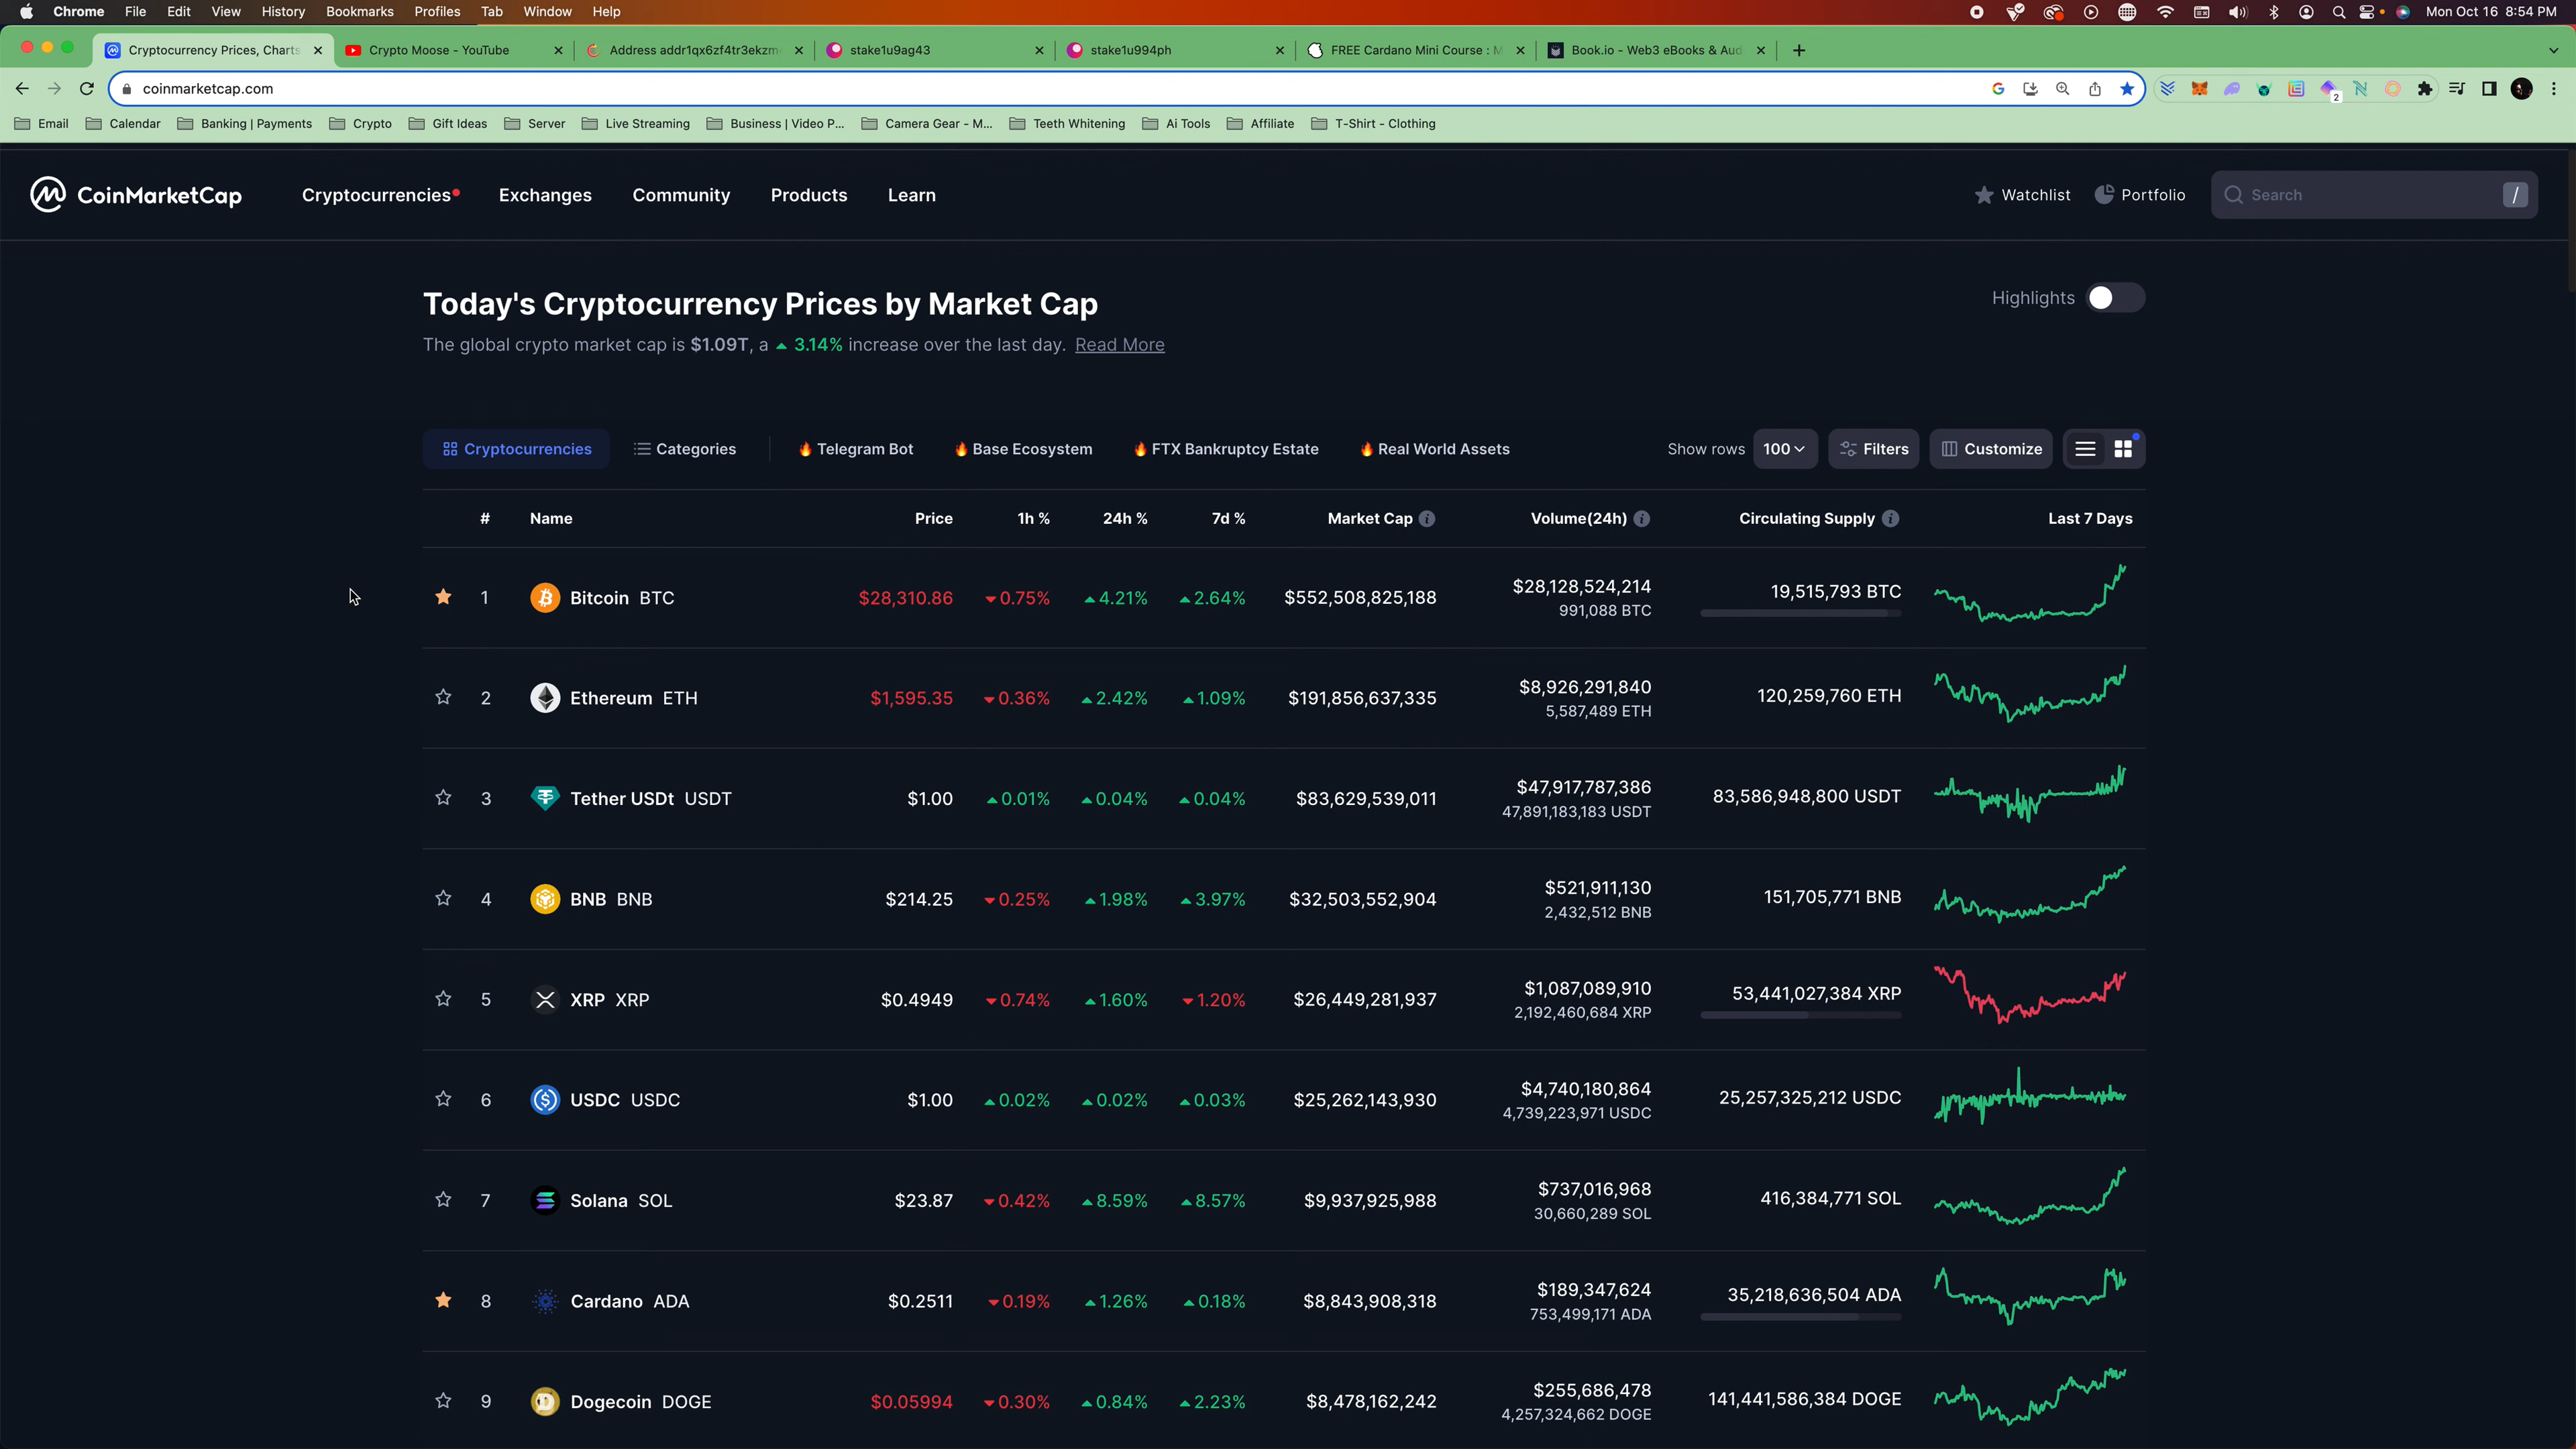 Chrome File Edit View History Bookmarks Profiles Tab Window Help Mon Oct 16 8:54 PM
Cryptocurrency Prices, Charts Crypto Moose - YouTube Address addr1qx6zf4tr3ekzm stake1u9ag43 stake1u994ph FREE Cardano Mini Course : M Book.io - Web3 eBooks & Aud
coinmarketcap.com 2
Email Calendar Banking | Payments Crypto Gift Ideas Server Live Streaming Business | Video P... Camera Gear - M... Teeth Whitening Ai Tools Affiliate T-Shirt - Clothing
CoinMarketCap Cryptocurrencies Exchanges Community Products Learn Watchlist Portfolio Search /
Today's Cryptocurrency Prices by Market Cap Highlights
The global crypto market cap is $1.09T, a 3.14% increase over the last day. Read More
Cryptocurrencies Categories Telegram Bot Base Ecosystem FTX Bankruptcy Estate Real World Assets Show rows 100 Filters Customize
# Name Price 1h % 24h % 7d % Market Cap Volume(24h) Circulating Supply Last 7 Days
1 Bitcoin BTC $28,310.86 0.75% 4.21% 2.64% $552,508,825,188 $28,128,524,214 19,515,793 BTC
991,088 BTC
2 Ethereum ETH $1,595.35 0.36% 2.42% 1.09% $191,856,637,335 $8,926,291,840 120,259,760 ETH
5,587,489 ETH
3 Tether USDt USDT $1.00 0.01% 0.04% 0.04% $83,629,539,011 $47,917,787,386 83,586,948,800 USDT
47,891,183,183 USDT
4 BNB BNB $214.25 0.25% 1.98% 3.97% $32,503,552,904 $521,911,130 151,705,771 BNB
2,432,512 BNB
5 XRP XRP $0.4949 0.74% 1.60% 1.20% $26,449,281,937 $1,087,089,910 53,441,027,384 XRP
2,192,460,684 XRP
6 USDC USDC $1.00 0.02% 0.02% 0.03% $25,262,143,930 $4,740,180,864 25,257,325,212 USDC
4,739,223,971 USDC
7 Solana SOL $23.87 0.42% 8.59% 8.57% $9,937,925,988 $737,016,968 416,384,771 SOL
30,660,289 SOL
8 Cardano ADA $0.2511 0.19% 1.26% 0.18% $8,843,908,318 $189,347,624 35,218,636,504 ADA
753,499,171 ADA
9 Dogecoin DOGE $0.05994 0.30% 0.84% 2.23% $8,478,162,242 $255,686,478 141,441,586,384 DOGE
4,257,324,662 DOGE